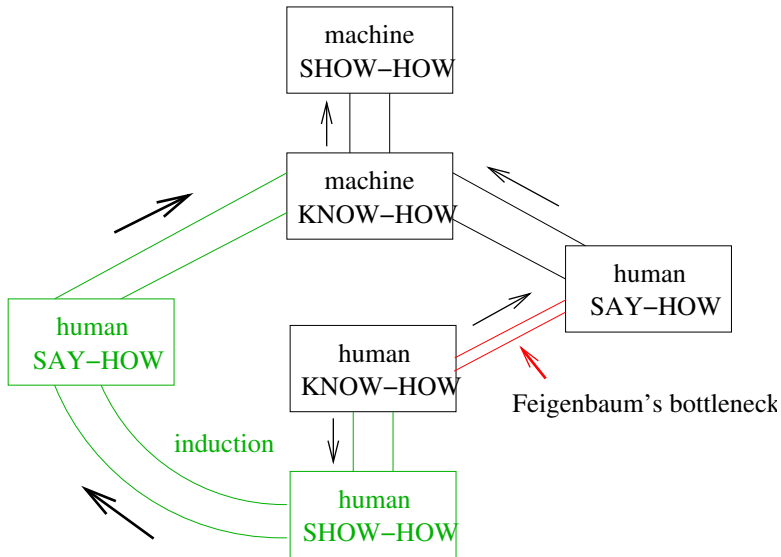 machine
SHOW−HOW
machine
KNOW−HOW
human
SAY−HOW
human
SAY−HOW
human
KNOW−HOW
Feigenbaum's bottleneck
induction
human
SHOW−HOW